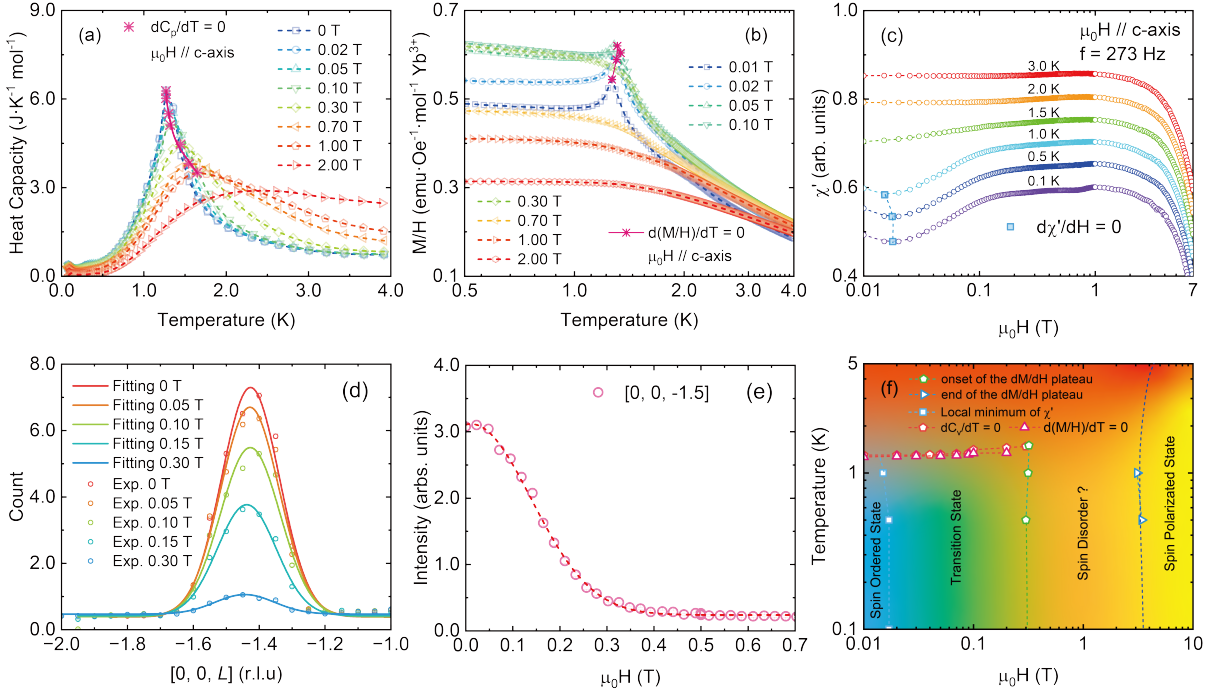 (a)
dCp/dT = 0
μ0H // c-axis
0 T
0.02 T
0.05 T
0.10 T
0.30 T
0.70 T
1.00 T
2.00 T
Heat Capacity (J·K⁻¹ mol⁻¹)
9.0
6.0
3.0
0.0
0.0 1.0 2.0 3.0 4.0
Temperature (K)
(b)
0.01 T
0.02 T
0.05 T
0.10 T
0.30 T
0.70 T
1.00 T
2.00 T
d(M/H)/dT = 0
μ0H // c-axis
M/H (emu·Oe⁻¹·mol⁻¹ Yb³⁺)
0.7
0.5
0.3
0.1
0.5 1.0 2.0 3.0 4.0
Temperature (K)
(c)
μ0H // c-axis
f = 273 Hz
3.0 K
2.0 K
1.5 K
1.0 K
0.5 K
0.1 K
dχ'/dH = 0
χ' (arb. units)
1.0
0.8
0.6
0.4
0.01 0.1 1 7
μ0H (T)
(d)
Fitting 0 T
Fitting 0.05 T
Fitting 0.10 T
Fitting 0.15 T
Fitting 0.30 T
Exp. 0 T
Exp. 0.05 T
Exp. 0.10 T
Exp. 0.15 T
Exp. 0.30 T
Count
8.0
6.0
4.0
2.0
0.0
−2.0 −1.8 −1.6 −1.4 −1.2 −1.0
[0, 0, L] (r.l.u)
(e)
[0, 0, -1.5]
Intensity (arbs. units)
4.0
3.0
2.0
1.0
0.0
0.0 0.1 0.2 0.3 0.4 0.5 0.6 0.7
μ0H (T)
(f)
onset of the dM/dH plateau
end of the dM/dH plateau
Local minimum of χ'
dCv/dT = 0 d(M/H)/dT = 0
Spin Ordered State
Transition State
Spin Disorder ?
Spin Polarizated State
Temperature (K)
5
1
0.1
0.01 0.1 1 10
μ0H (T)